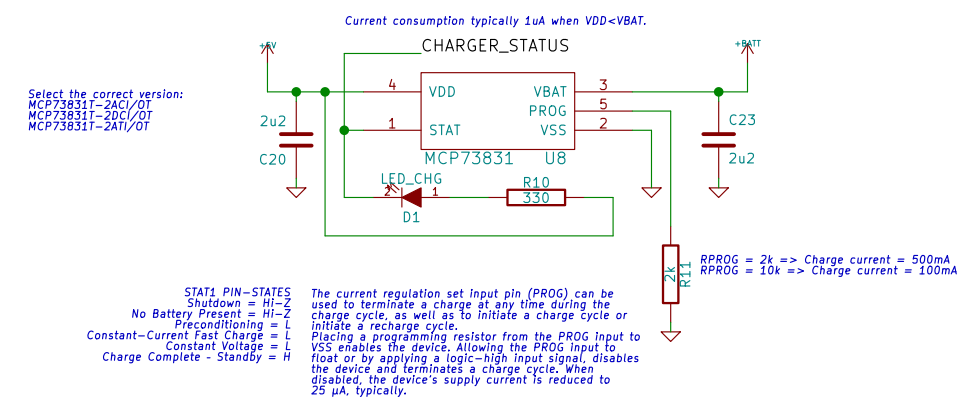 Current consumption typically 1uA when VDD<VBAT.
+5V
CHARGER_STATUS
+BATT
Select the correct version:
MCP73831T-2ACI/OT
MCP73831T-2DCI/OT
MCP73831T-2ATI/OT
4
VDD
VBAT
3
PROG
5
1
STAT
VSS
2
MCP73831
U8
2u2
C20
C23
2u2
LED_CHG
2
1
D1
R10
330
2k
R11
RPROG = 2k => Charge current = 500mA
RPROG = 10k => Charge current = 100mA
STAT1 PIN-STATES
Shutdown = Hi-Z
No Battery Present = Hi-Z
Preconditioning = L
Constant-Current Fast Charge = L
Constant Voltage = L
Charge Complete - Standby = H
The current regulation set input pin (PROG) can be
used to terminate a charge at any time during the
charge cycle, as well as to initiate a charge cycle or
initiate a recharge cycle.
Placing a programming resistor from the PROG input to
VSS enables the device. Allowing the PROG input to
float or by applying a logic-high input signal, disables
the device and terminates a charge cycle. When
disabled, the device's supply current is reduced to
25 μA, typically.